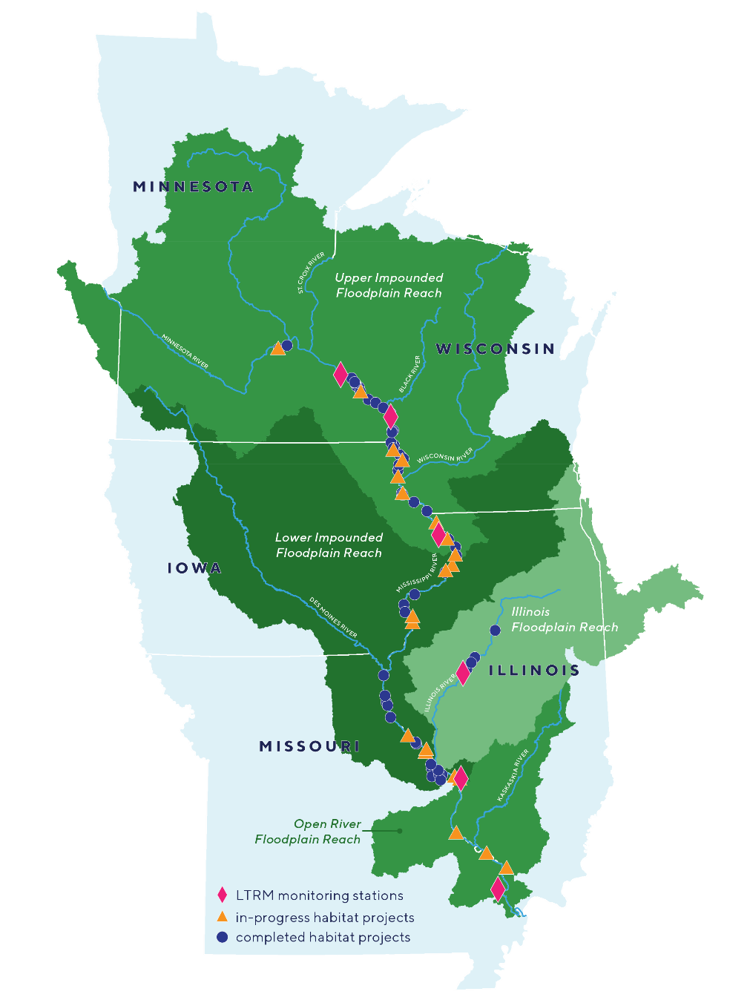 MINNESOTA
ST. CROIX RIVER
Upper Impounded
Floodplain Reach
MINNESOTA RIVER
WISCONSIN
BLACK RIVER
WISCONSIN RIVER
Lower Impounded
Floodplain Reach
IOWA
MISSISSIPPI RIVER
DES MOINES RIVER
Illinois
Floodplain Reach
ILLINOIS
ILLINOIS RIVER
MISSOURI
KASKASKIA RIVER
Open River
Floodplain Reach
LTRM monitoring stations
in-progress habitat projects
completed habitat projects